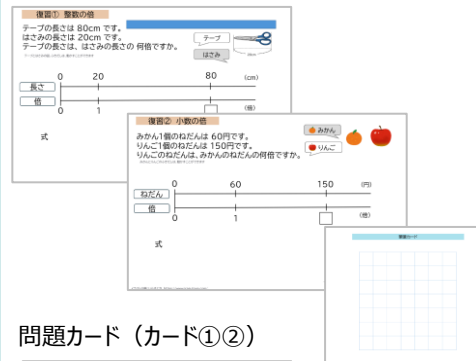 復習① 整数の倍
テープの長さは 80cm です。
はさみの長さは 20cm です。
テープの長さは、はさみの長さの 何倍ですか。
テープ
はさみ
0 20 80 (cm)
長さ
倍
0 1 (倍)
式
復習② 小数の倍
みかん1個のねだんは 60円です。
りんご1個のねだんは 150円です。
りんごのねだんは、みかんのねだんの何倍ですか。
みかん
りんご
0 60 150 (円)
ねだん
倍
0 1 (倍)
式
問題カード（カード①②）